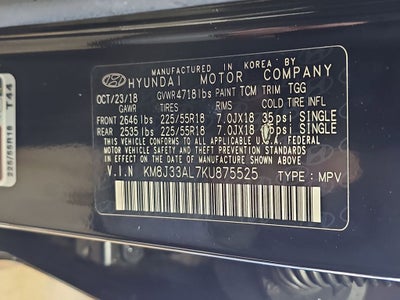 MANUFACTURED IN KOREA BY
HYUNDAI MOTOR COMPANY
OCT/23/18 GVWR 4718 lbs PAINT TCM TRIM TGG
GAWR TIRES RIMS COLD TIRE INFL
FRONT 2646 lbs 225/55R18 7.0JX18 35 psi SINGLE
REAR 2535 lbs 225/55R18 7.0JX18 psi SINGLE
THIS VEHICLE CONFORMS TO ALL APPLICABLE U.S.A. FEDERAL
MOTOR VEHICLE SAFETY AND THEFT PREVENTION
STANDARDS IN EFFECT ON THE DATE OF MANUFACTURE
SHOWN ABOVE.
V.I.N KM8J33AL7KU875525 TYPE : MPV
T44
225/55R18